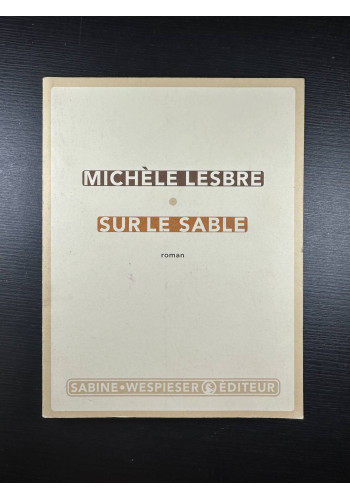 MICHÈLE LESBRE
SUR LE SABLE
roman
SABINE • WESPIESER S ÉDITEUR